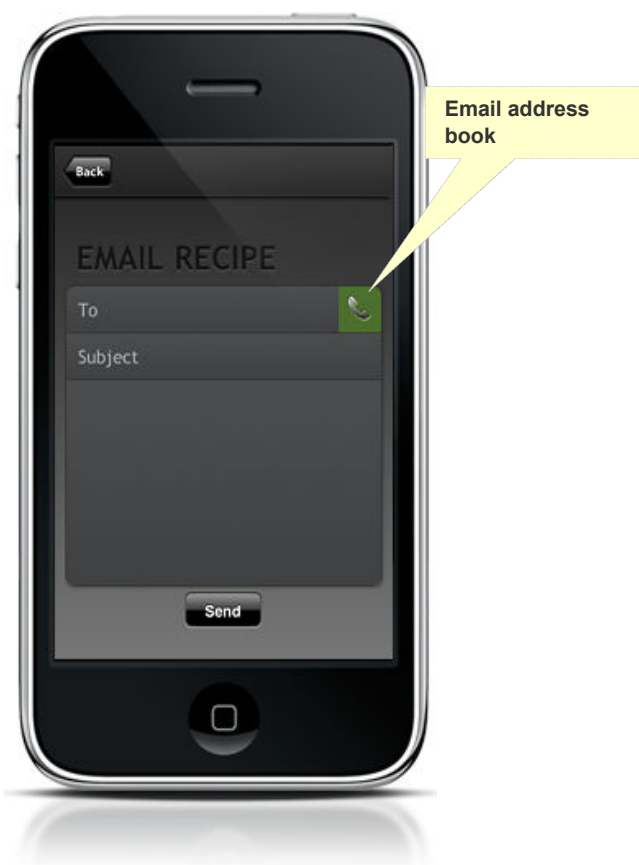 Email address
book
Back
EMAIL RECIPE
To
Subject
Send